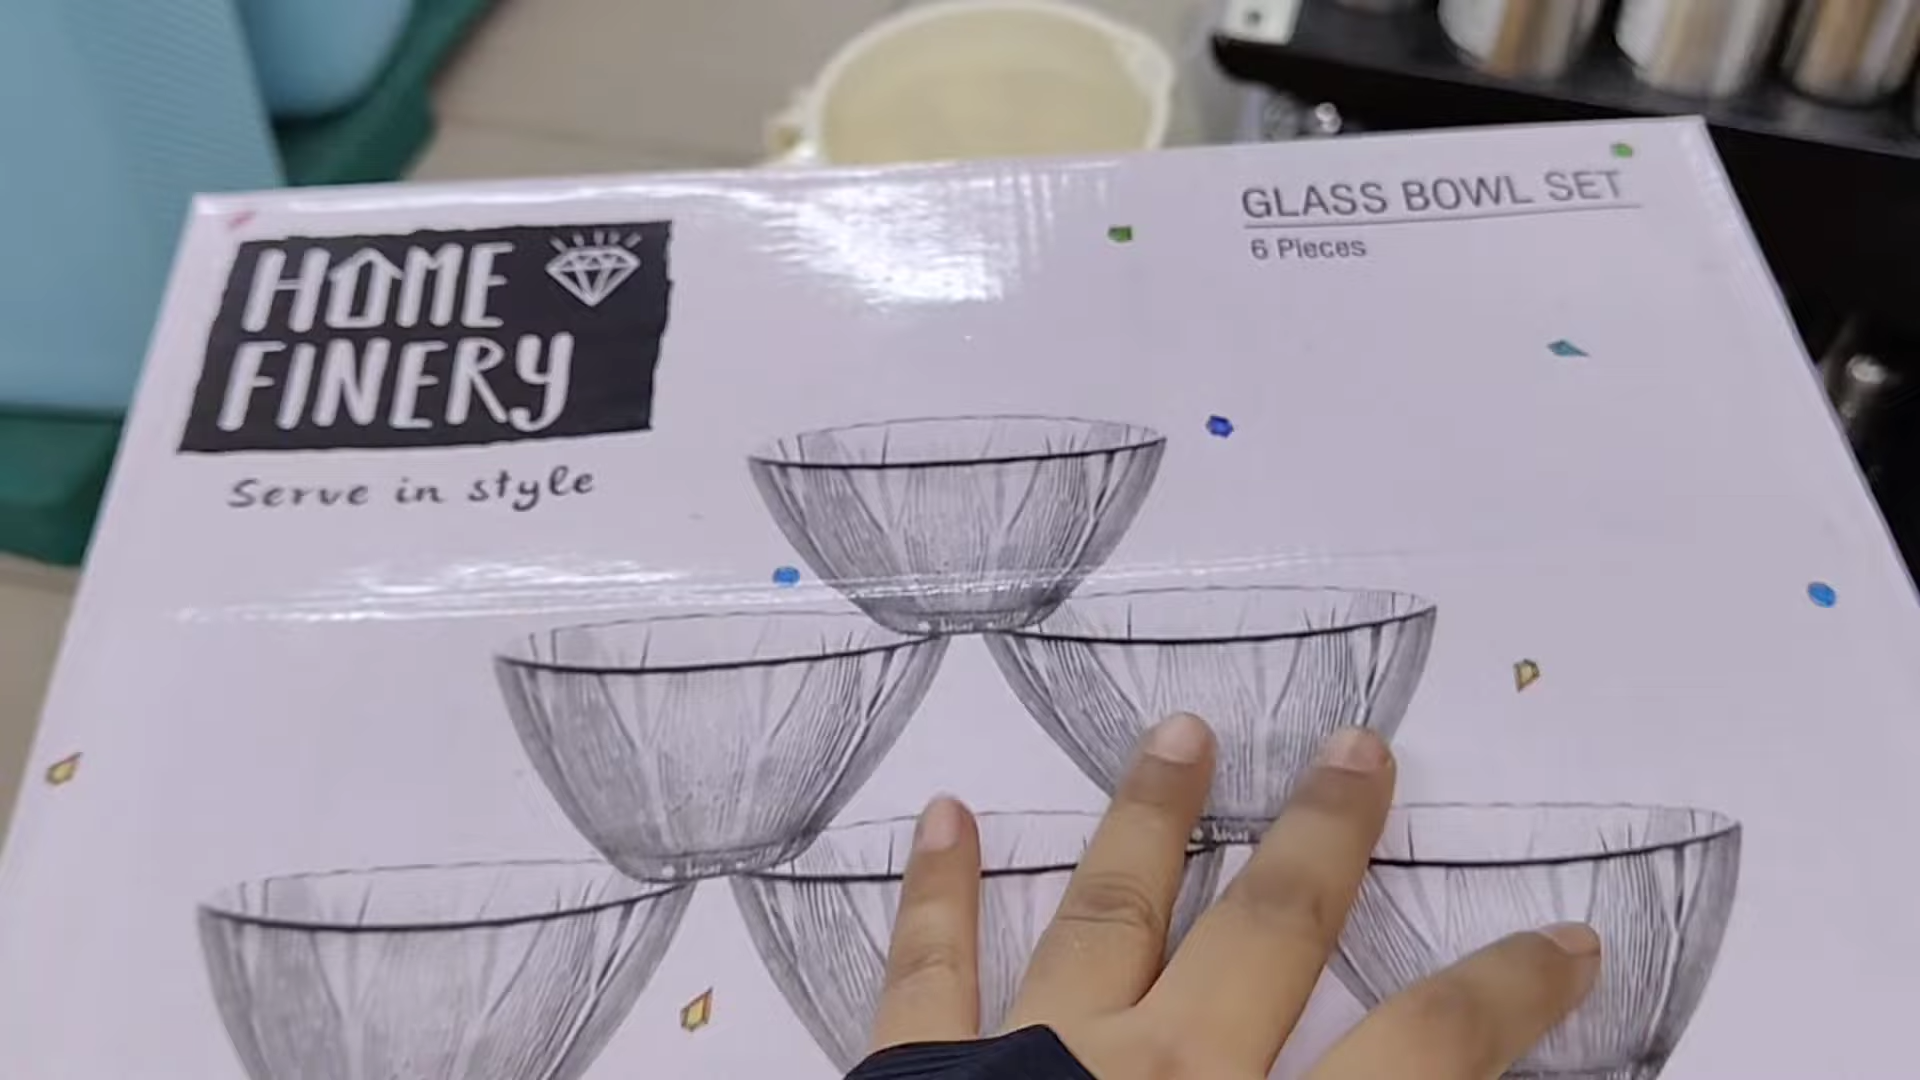 HOME
FINERY
Serve in style
GLASS BOWL SET
6 Pieces